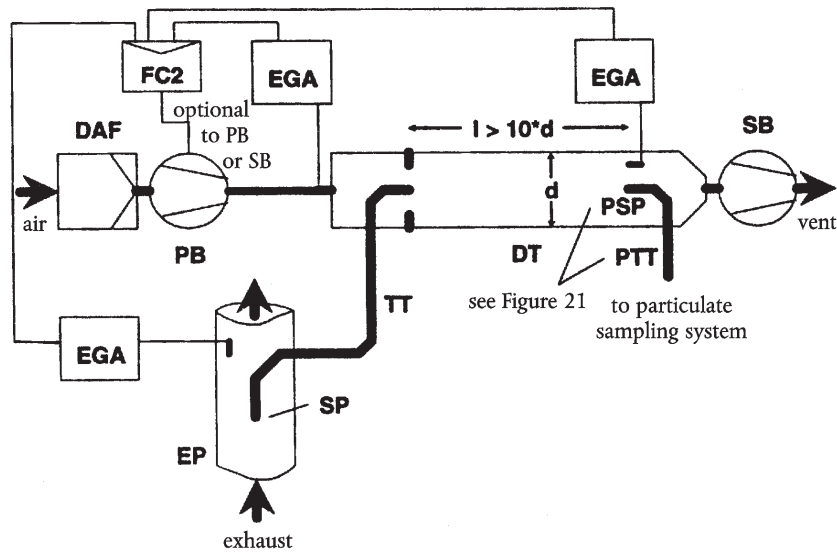 FC2
EGA
EGA
optional
to PB
or SB
DAF
l > 10*d
SB
air
d
PSP
vent
PB
DT
PTT
TT
see Figure 21
to particulate
sampling system
EGA
SP
EP
exhaust